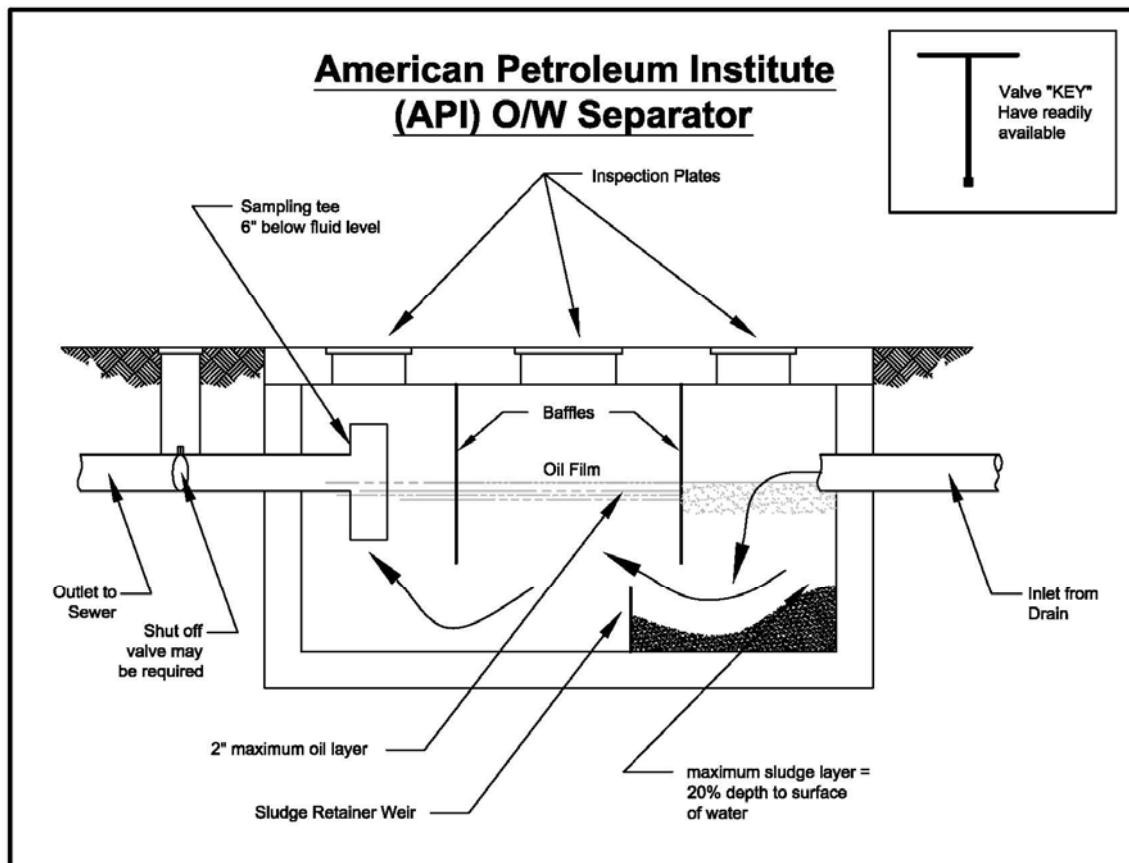 American Petroleum Institute
(API) O/W Separator
Valve "KEY"
Have readily
available
Inspection Plates
Sampling tee
6" below fluid level
Baffles
Oil Film
Outlet to
Sewer
Shut off
valve may
be required
Inlet from
Drain
2" maximum oil layer
Sludge Retainer Weir
maximum sludge layer =
20% depth to surface
of water